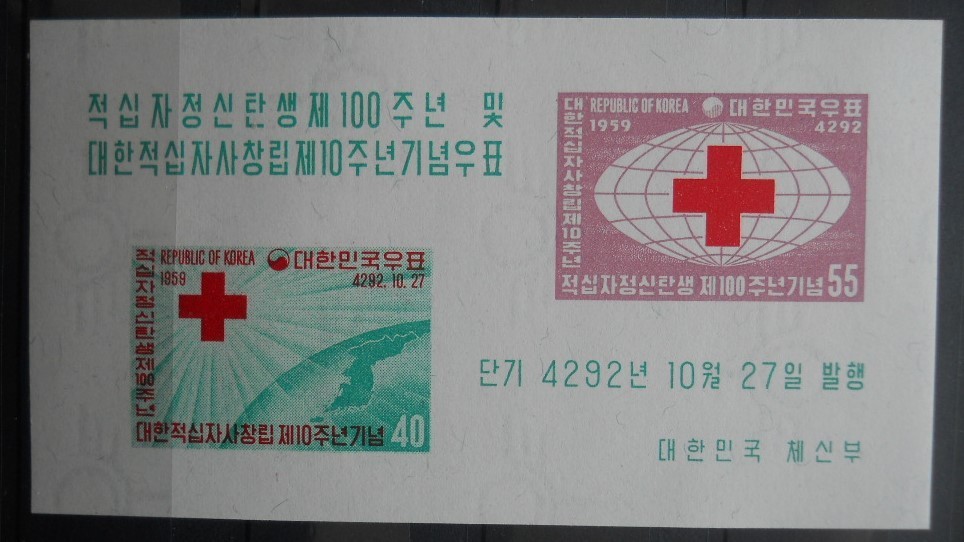 적십자정신탄생제100주년 및
대한적십자사창립제10주년기념우표
REPUBLIC OF KOREA 대한민국우표
1959 4292
대한적십자사창립제10주년
적십자정신탄생 제100주년기념 55
REPUBLIC OF KOREA 대한민국우표
1959 4292. 10. 27
적십자정신탄생제100주년
대한적십자사창립 제10주년기념 40
단기 4292년 10월 27일 발행
대한민국 체신부